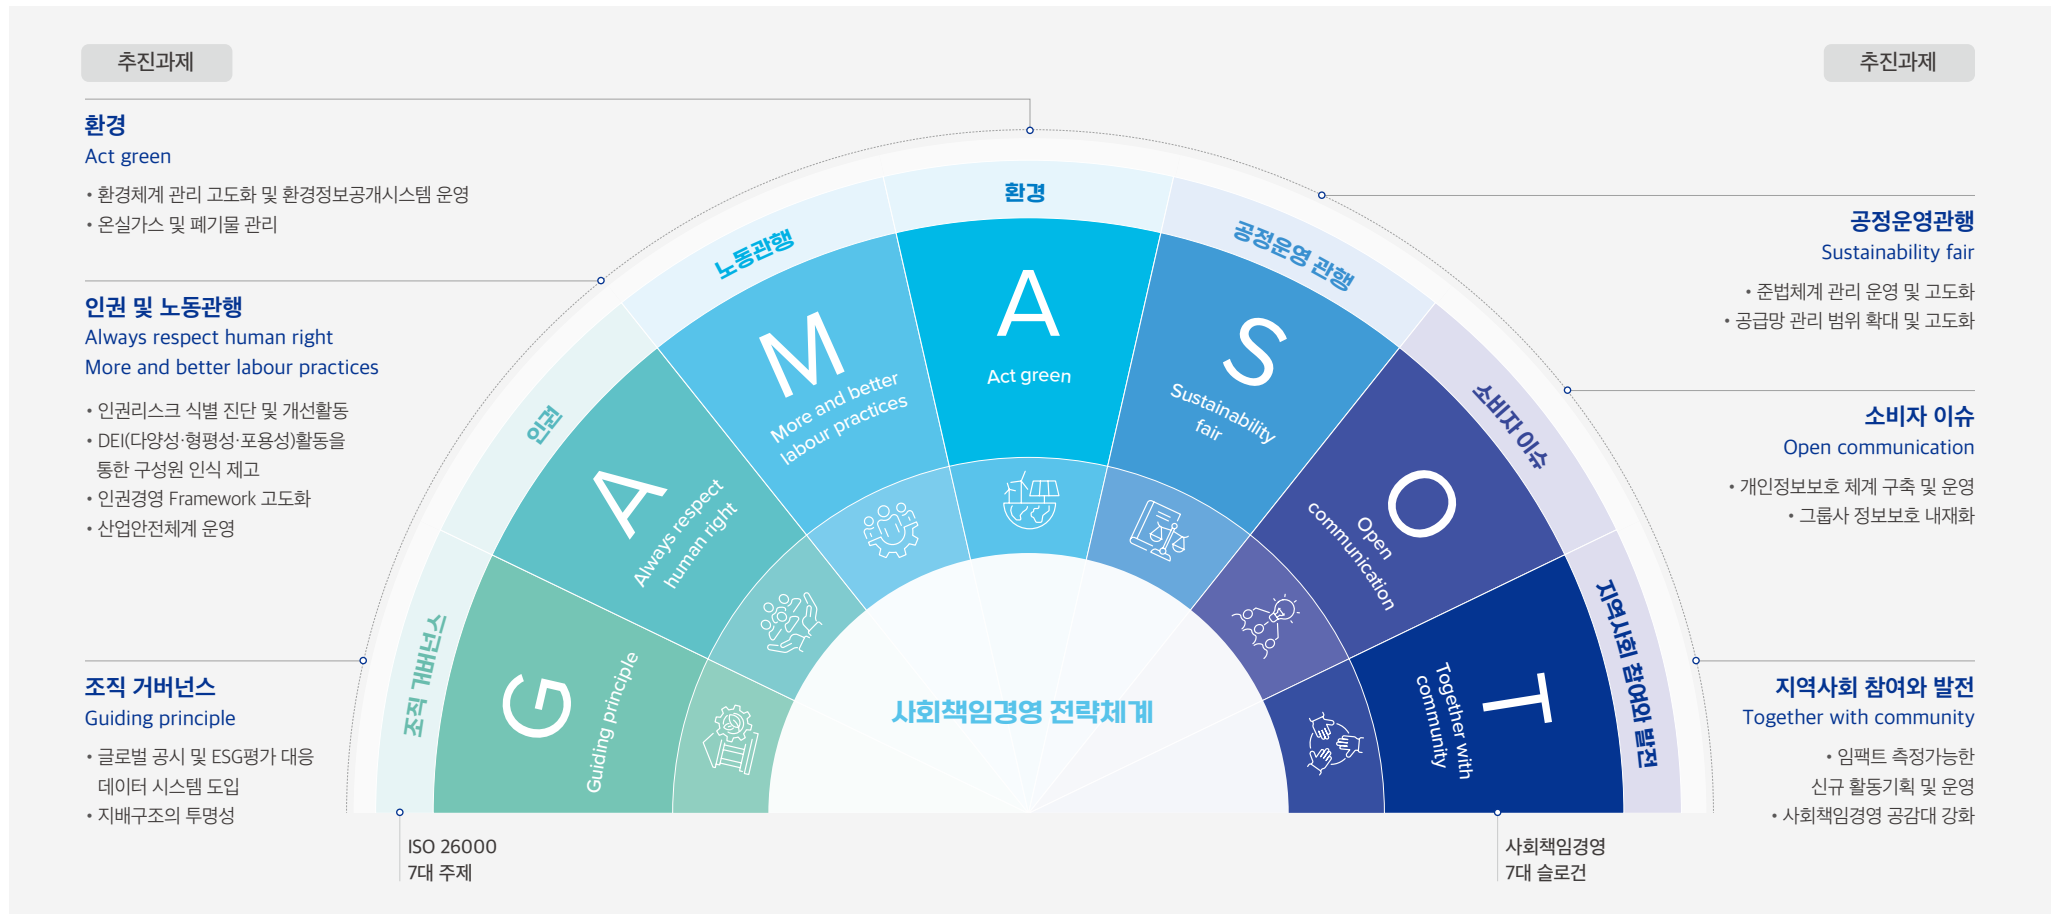 추진과제
환경
Act green
• 환경체계 관리 고도화 및 환경정보공개시스템 운영
• 온실가스 및 폐기물 관리
인권 및 노동관행
Always respect human right
More and better labour practices
• 인권리스크 식별 진단 및 개선활동
• DEI(다양성·형평성·포용성)활동을
통한 구성원 인식 제고
• 인권경영 Framework 고도화
• 산업안전체계 운영
조직 거버넌스
Guiding principle
• 글로벌 공시 및 ESG평가 대응
데이터 시스템 도입
• 지배구조의 투명성
조직 거버넌스
G
Guiding principle
인권
A
Always respect
human right
노동관행
M
More and better
labour practices
환경
A
Act green
공정운영 관행
S
Sustainability
fair
소비자 이슈
O
Open
communication
지역사회 참여와 발전
T
Together with
community
사회책임경영 전략체계
ISO 26000
7대 주제
사회책임경영
7대 슬로건
추진과제
공정운영관행
Sustainability fair
• 준법체계 관리 운영 및 고도화
• 공급망 관리 범위 확대 및 고도화
소비자 이슈
Open communication
• 개인정보보호 체계 구축 및 운영
• 그룹사 정보보호 내재화
지역사회 참여와 발전
Together with community
• 임팩트 측정가능한
신규 활동기획 및 운영
• 사회책임경영 공감대 강화